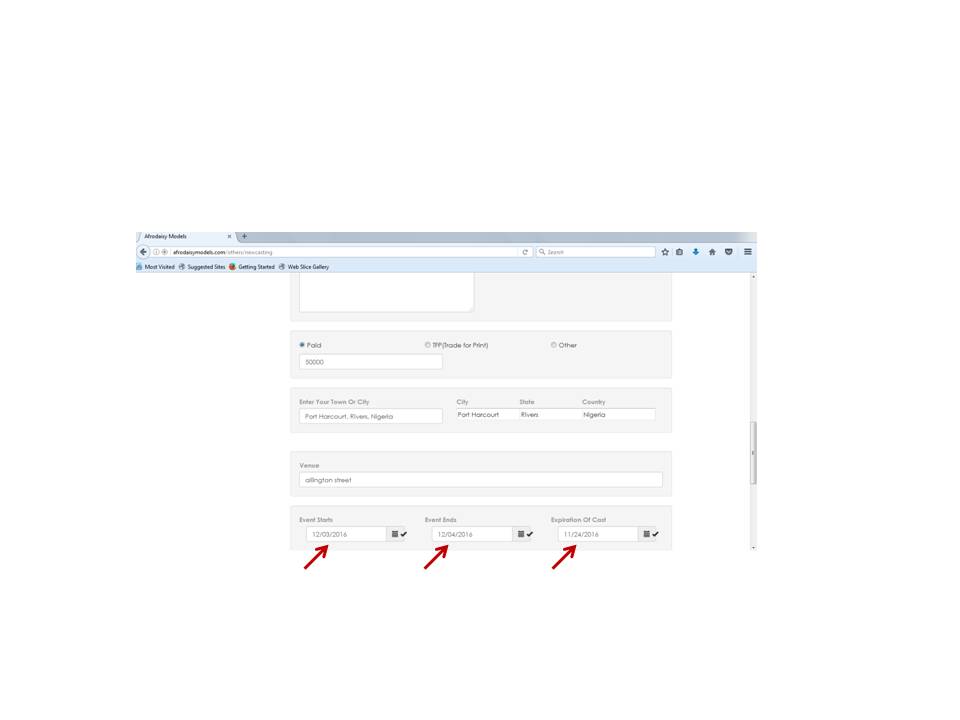 Afrodaisy Models
afrodaisymodels.com/others/newcasting
Search
Most Visited Suggested Sites Getting Started Web Slice Gallery
Paid TFP(Trade for Print) Other
50000
Enter Your Town Or City City State Country
Port Harcourt, Rivers, Nigeria Port Harcourt Rivers Nigeria
Venue
allington street
Event Starts Event Ends Expiration Of Cast
12/03/2016 12/04/2016 11/24/2016